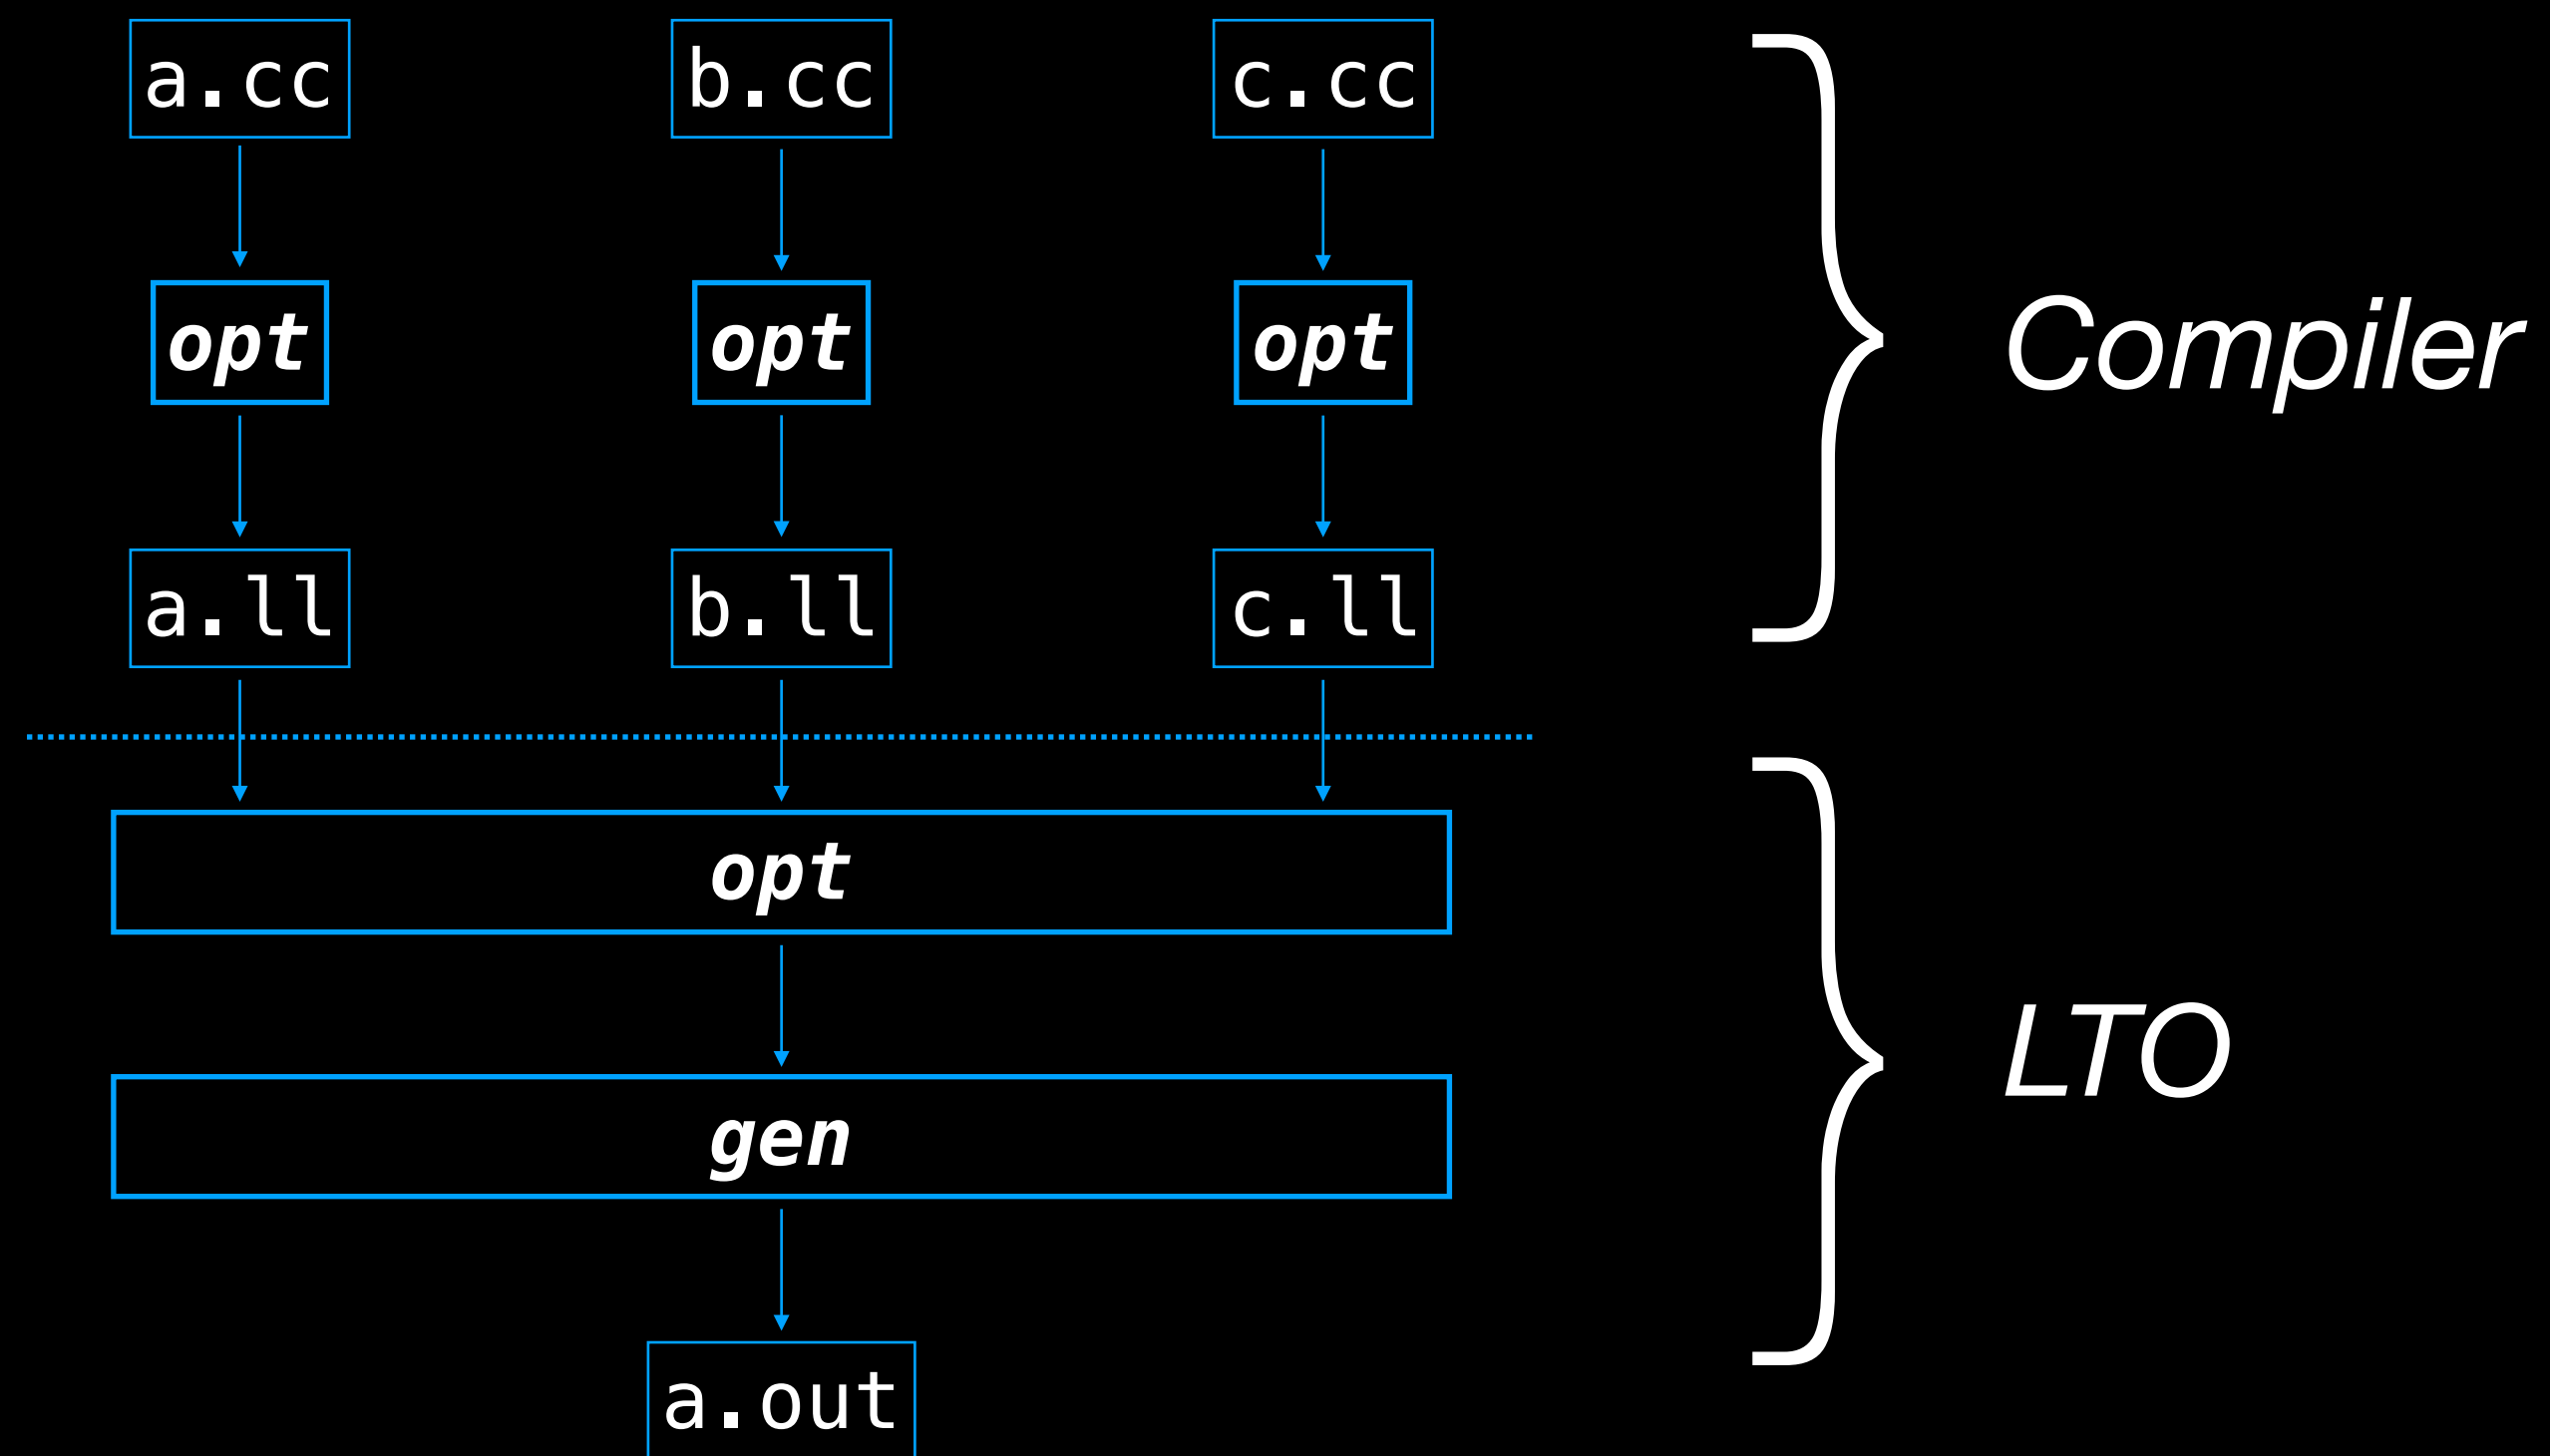 a.cc
b.cc
c.cc
opt
opt
opt
Compiler
a.ll
b.ll
c.ll
opt
LTO
gen
a.out